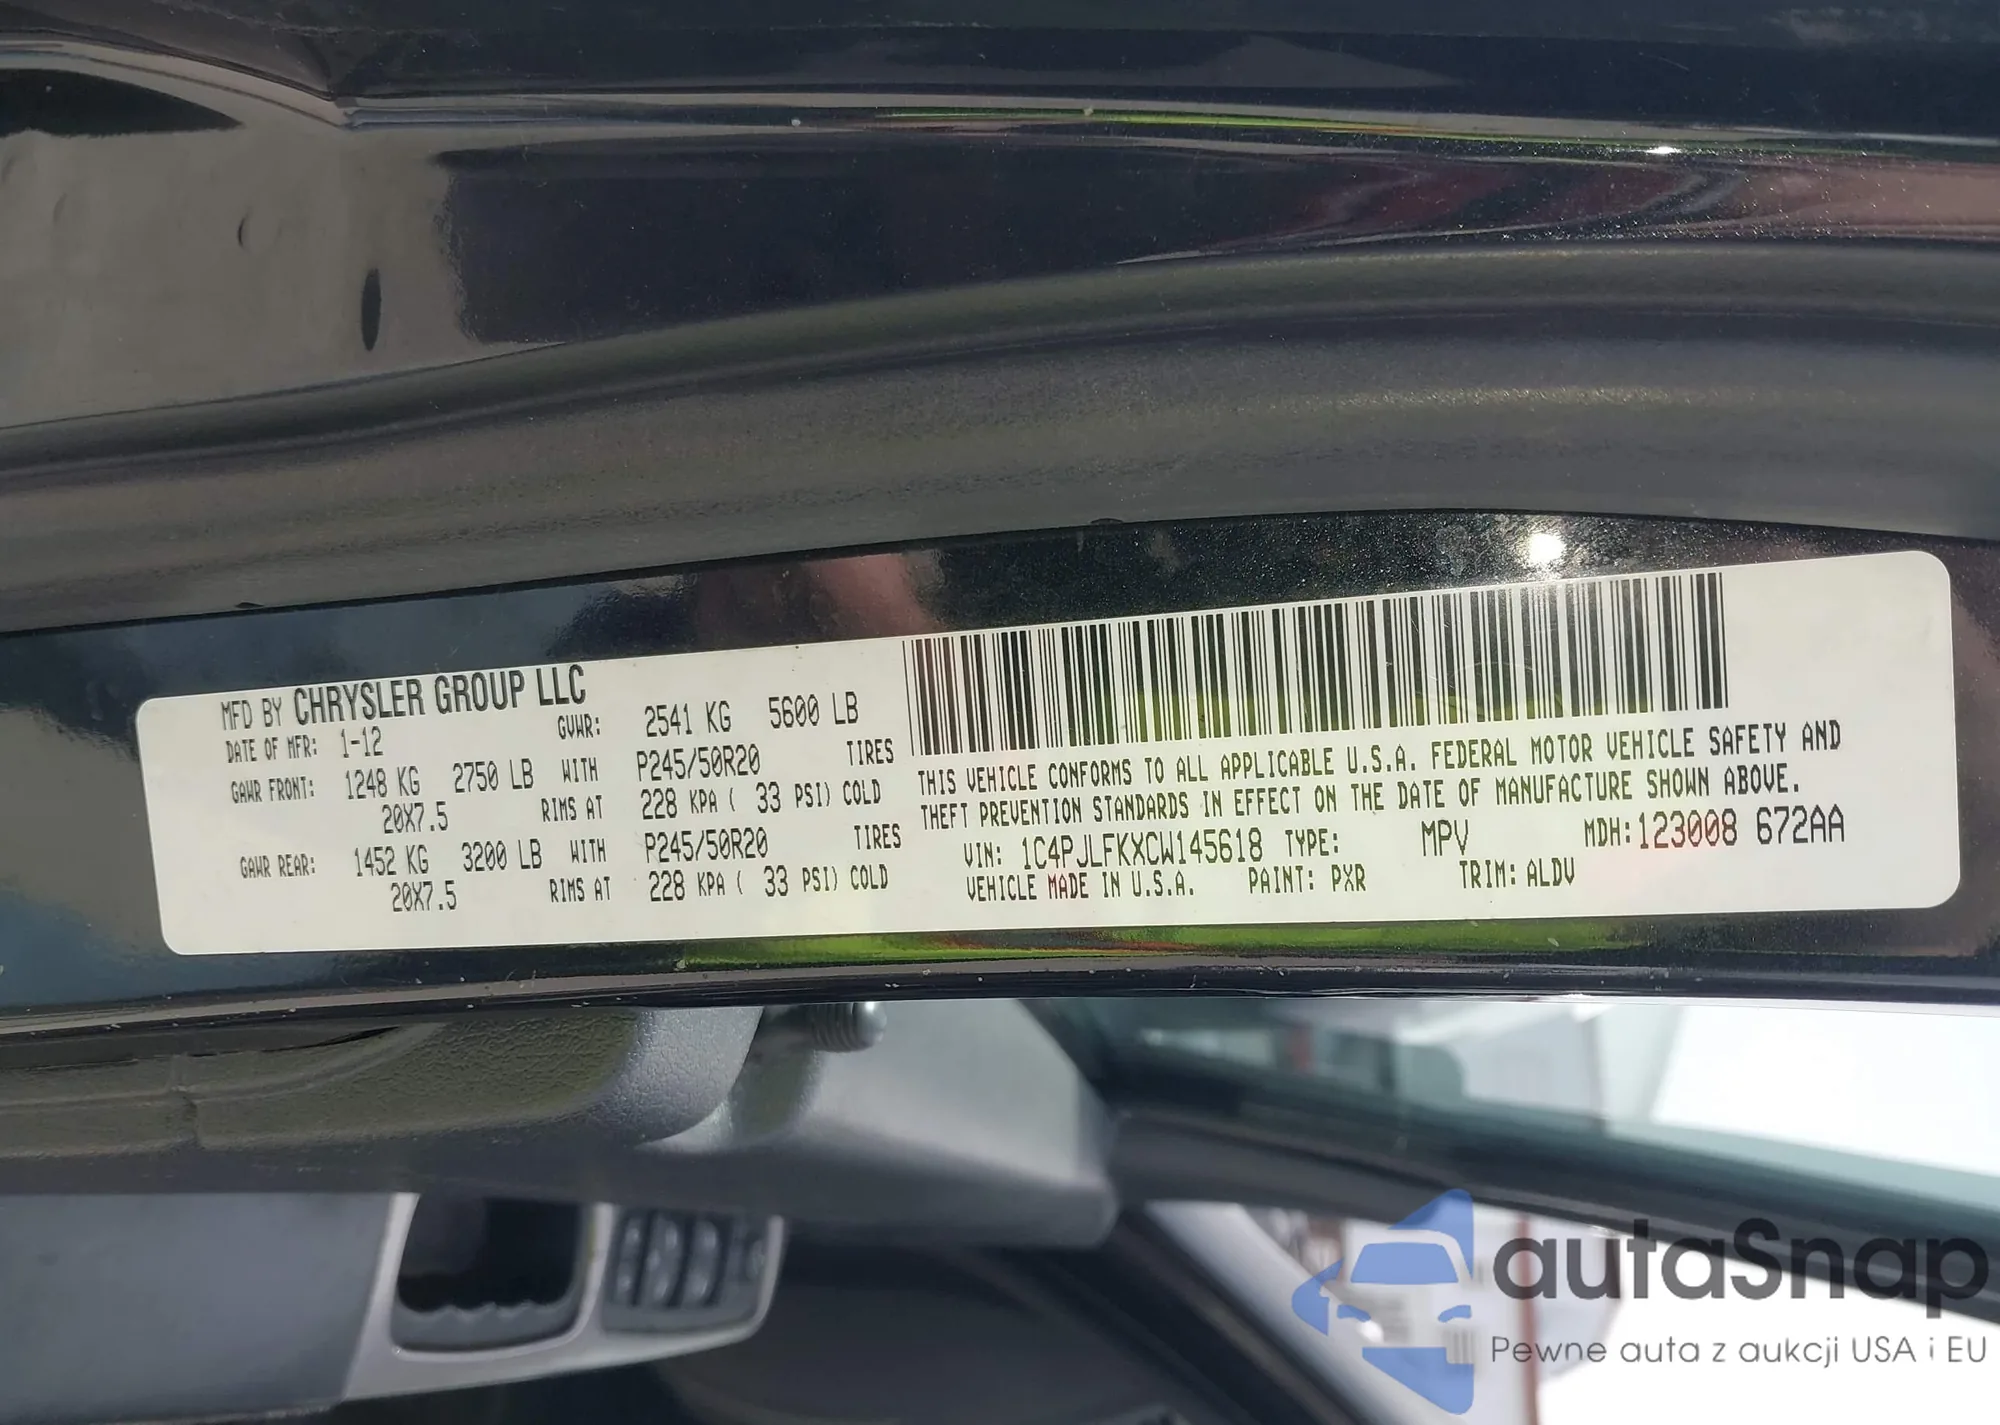 MFD BY CHRYSLER GROUP LLC
DATE OF MFR: 1-12 GVWR: 2541 KG 5600 LB
GAWR FRONT: 1248 KG 2750 LB WITH P245/50R20 TIRES
20X7.5 RIMS AT 228 KPA ( 33 PSI) COLD
GAWR REAR: 1452 KG 3200 LB WITH P245/50R20 TIRES
20X7.5 RIMS AT 228 KPA ( 33 PSI) COLD
THIS VEHICLE CONFORMS TO ALL APPLICABLE U.S.A. FEDERAL MOTOR VEHICLE SAFETY AND
THEFT PREVENTION STANDARDS IN EFFECT ON THE DATE OF MANUFACTURE SHOWN ABOVE.
VIN: 1C4PJLFKXCW145618 TYPE: MPV MDH: 123008 672AA
VEHICLE MADE IN U.S.A. PAINT: PXR TRIM: ALDV
autaSnap
Pewne auta z aukcji USA i EU